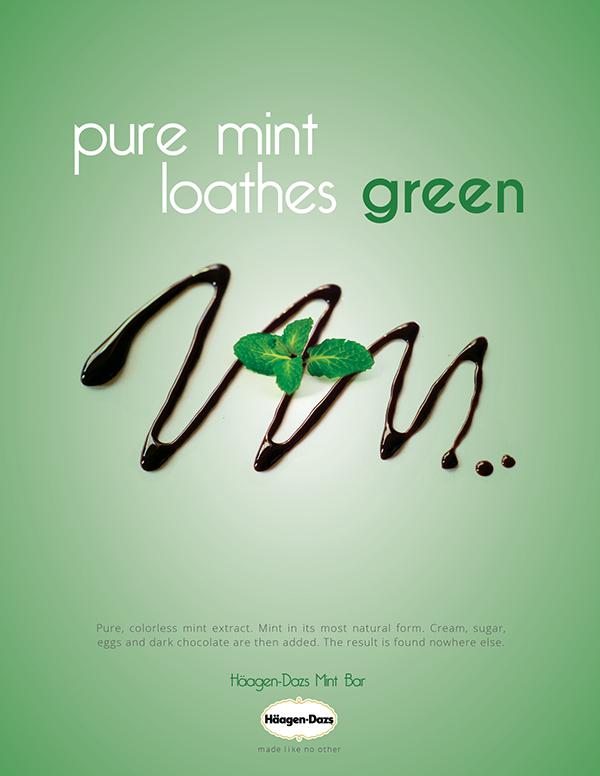 pure mint
loathes green
Pure, colorless mint extract. Mint in its most natural form. Cream, sugar,
eggs and dark chocolate are then added. The result is found nowhere else.
Häagen-Dazs Mint Bar
Häagen-Dazs
made like no other